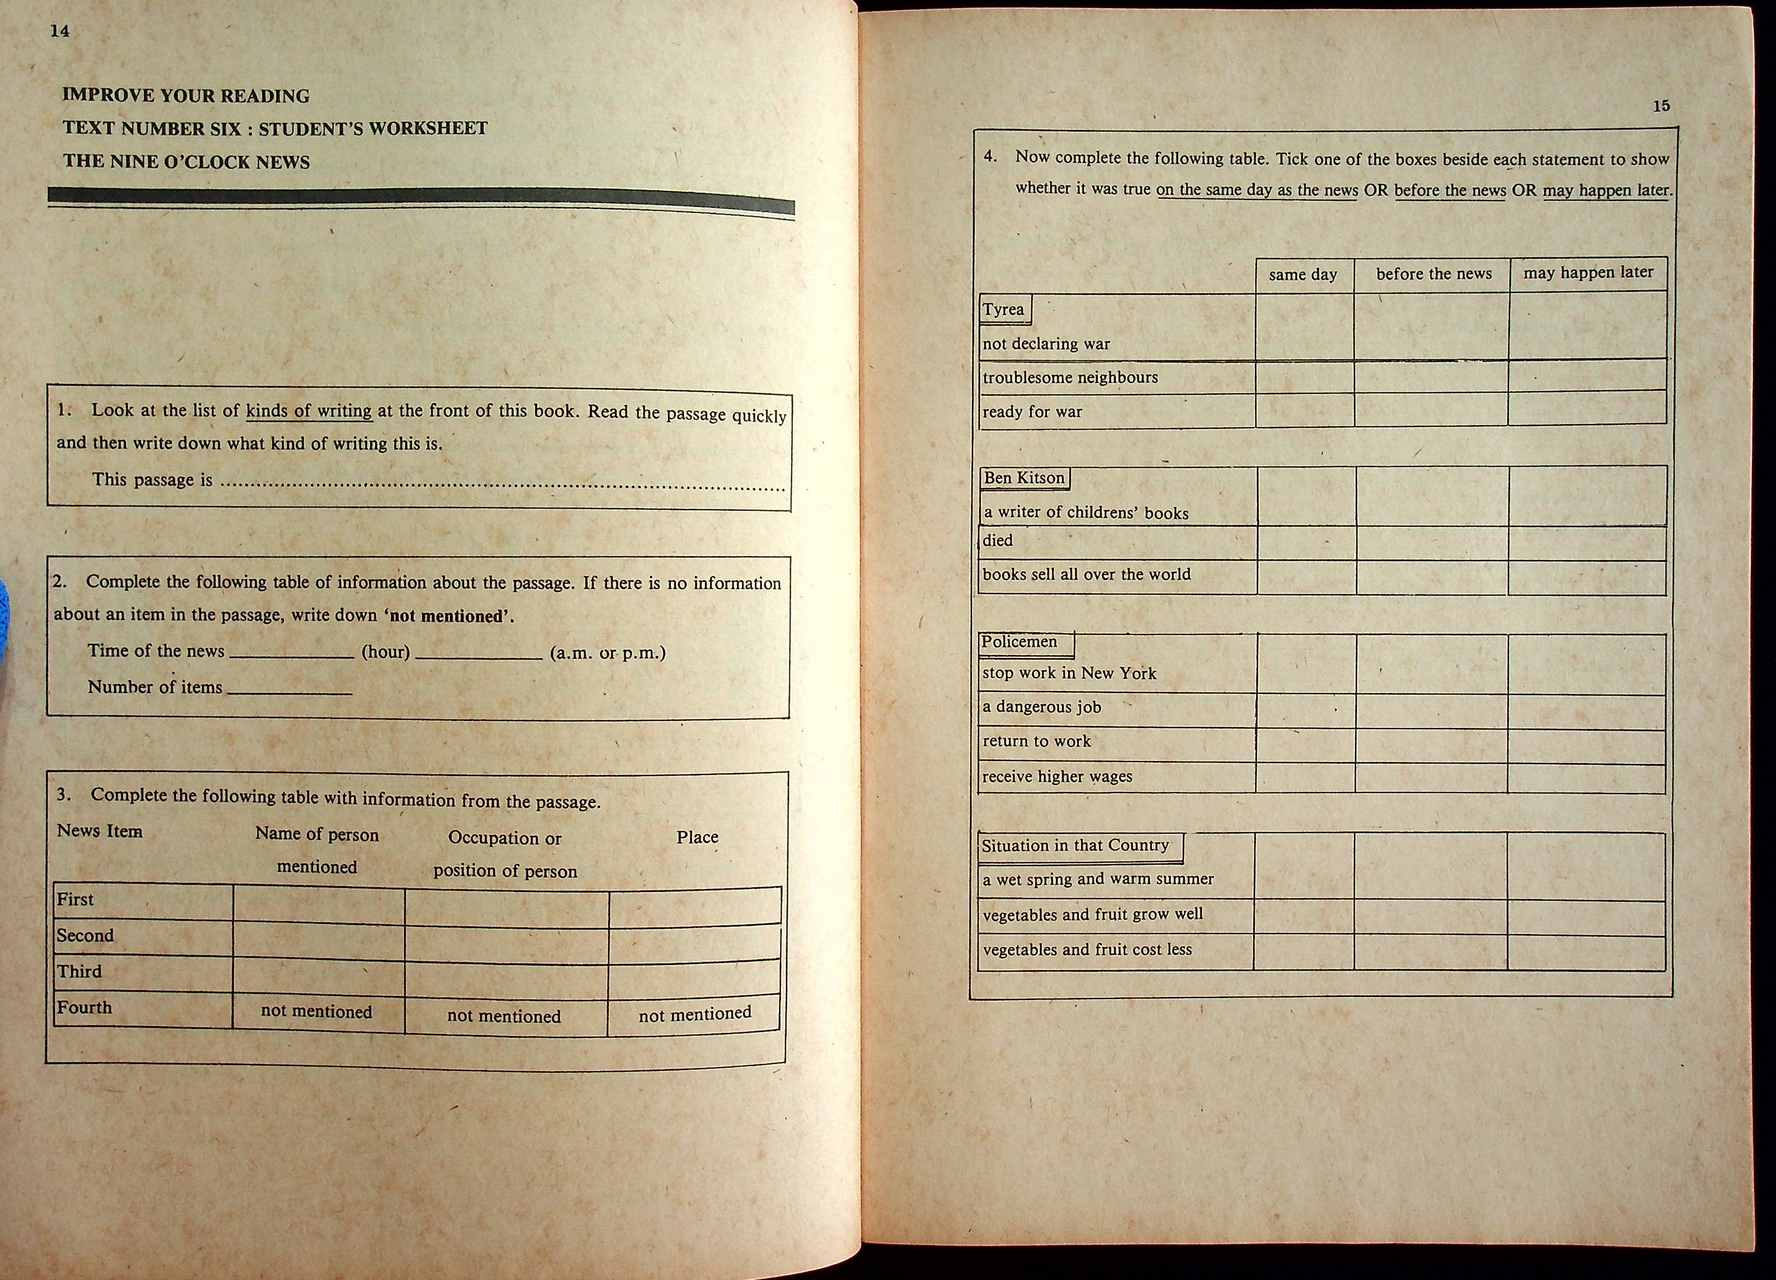 14
IMPROVE YOUR READING
TEXT NUMBER SIX : STUDENT'S WORKSHEET
THE NINE O'CLOCK NEWS
1. Look at the list of kinds of writing at the front of this book. Read the passage quickly
and then write down what kind of writing this is.
This passage is ........................................................................................................
2. Complete the following table of information about the passage. If there is no information
about an item in the passage, write down 'not mentioned'.
Time of the news ____________ (hour) ____________ (a.m. or p.m.)
Number of items ____________
3. Complete the following table with information from the passage.
News Item Name of person Occupation or Place
mentioned position of person
First
Second
Third
Fourth not mentioned not mentioned not mentioned
15
4. Now complete the following table. Tick one of the boxes beside each statement to show
whether it was true on the same day as the news OR before the news OR may happen later.
same day before the news may happen later
Tyrea
not declaring war
troublesome neighbours
ready for war
Ben Kitson
a writer of childrens' books
died
books sell all over the world
Policemen
stop work in New York
a dangerous job
return to work
receive higher wages
Situation in that Country
a wet spring and warm summer
vegetables and fruit grow well
vegetables and fruit cost less